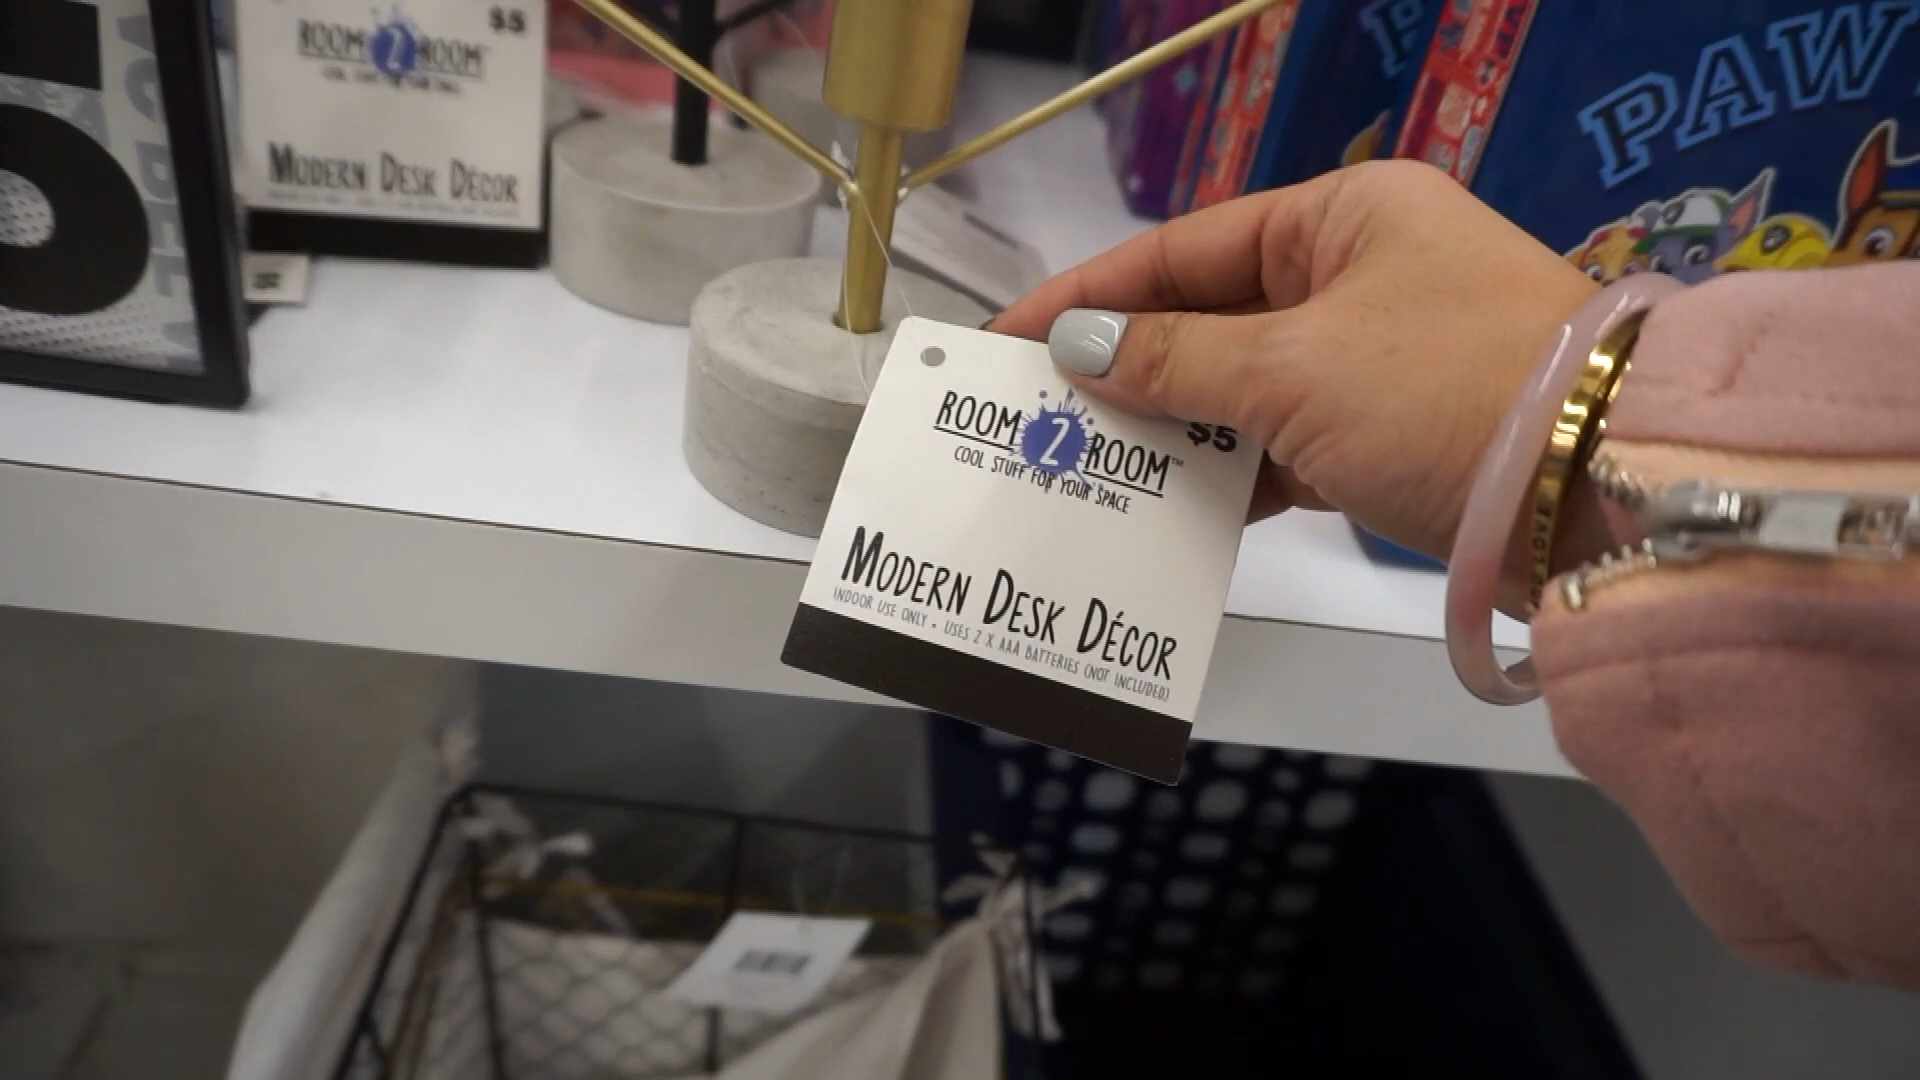 $5
ROOM 2 ROOM
MODERN DESK DÉCOR
PAW
ROOM 2 ROOM™
$5
COOL STUFF FOR YOUR SPACE
MODERN DESK DÉCOR
INDOOR USE ONLY • USES 2 X AAA BATTERIES (NOT INCLUDED)